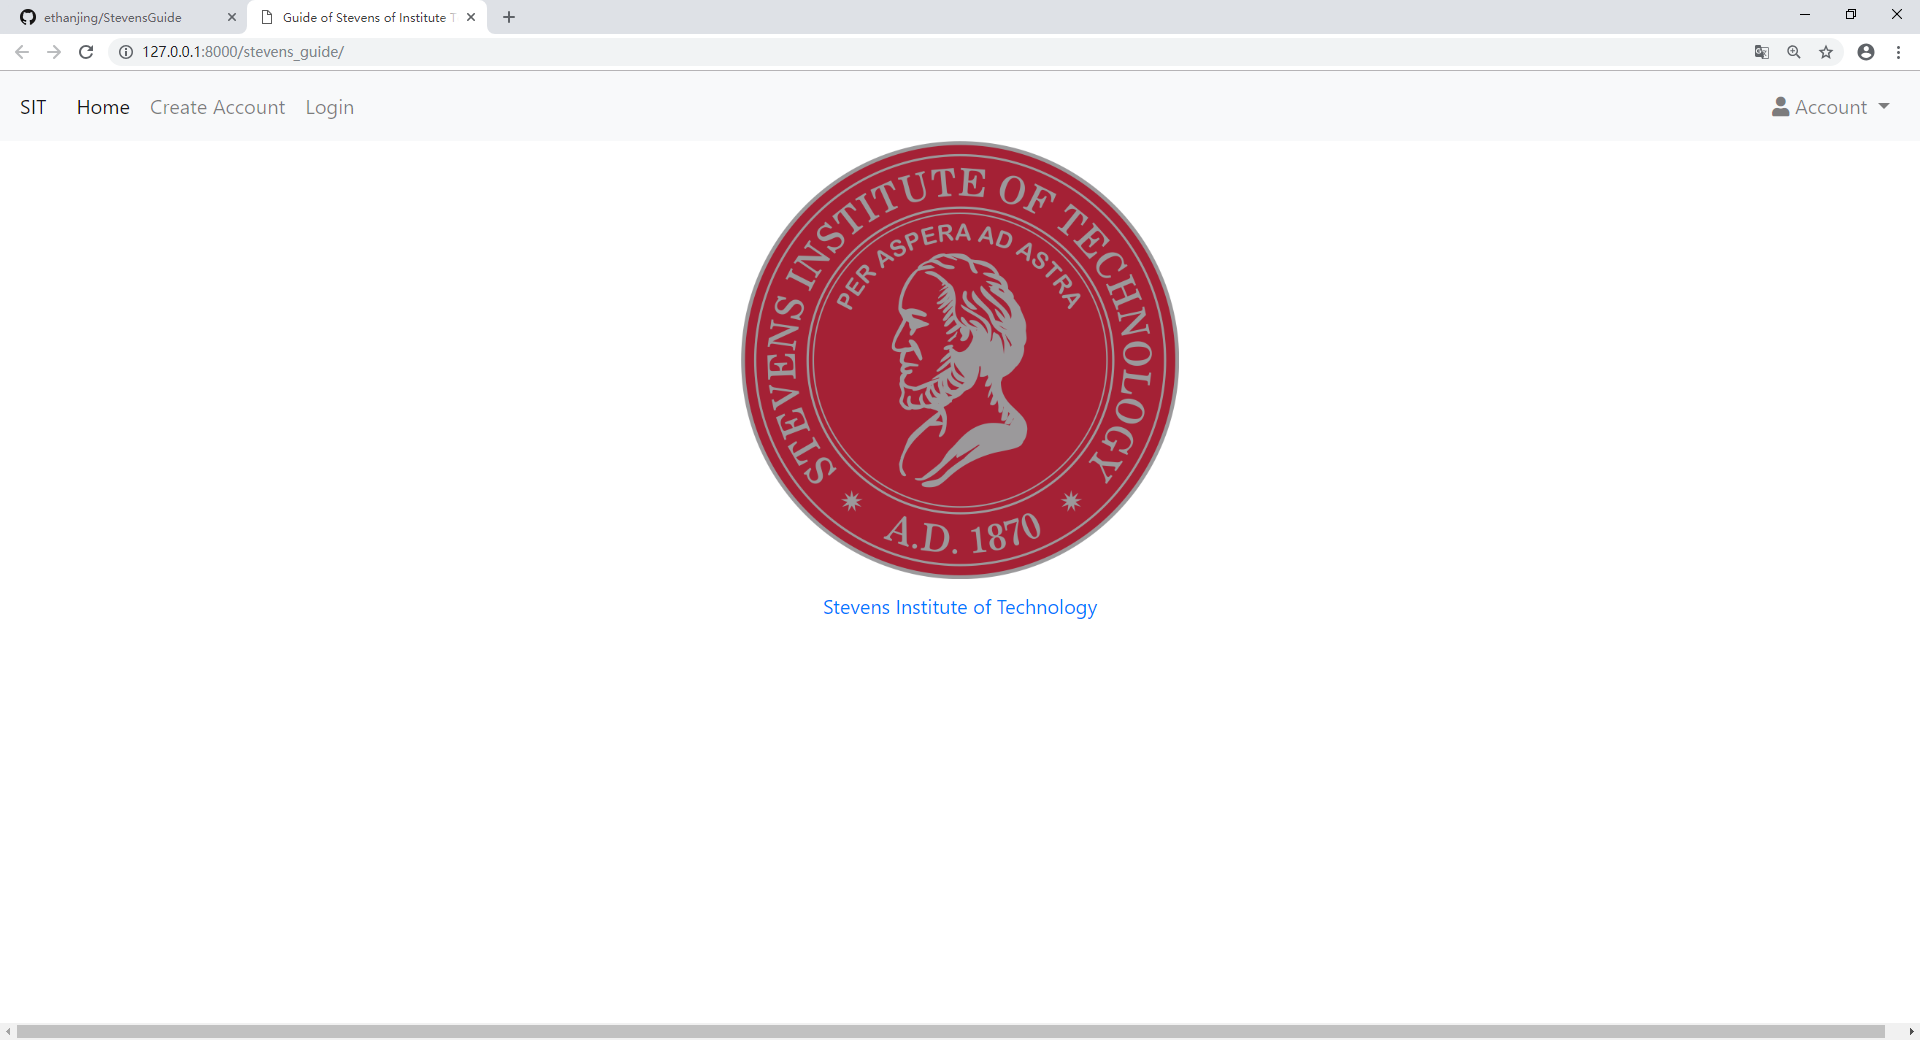 ethanjing/StevensGuide
Guide of Stevens of Institute T
127.0.0.1:8000/stevens_guide/
SIT Home Create Account Login Account
STEVENS INSTITUTE OF TECHNOLOGY
PER ASPERA AD ASTRA
A.D. 1870
Stevens Institute of Technology